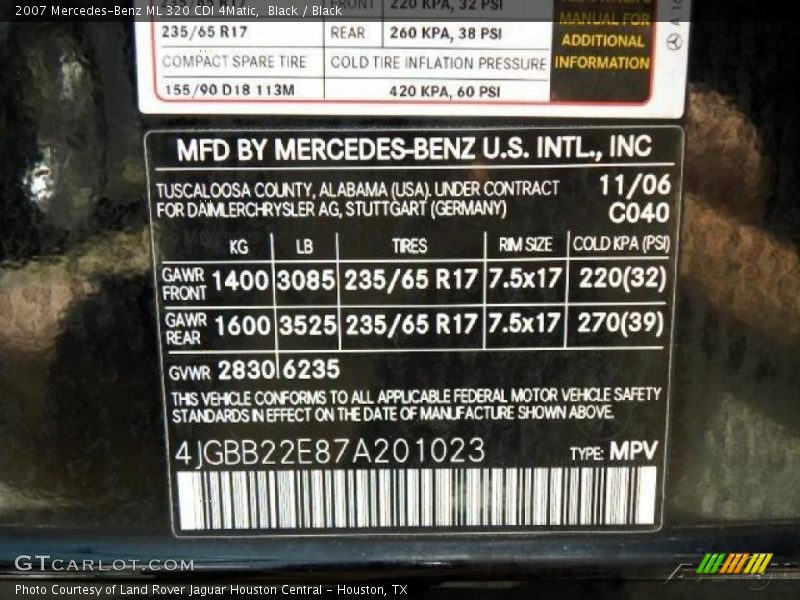 2007 Mercedes-Benz ML 320 CDI 4Matic,  Black / Black
FRONT 220 KPA, 32 PSI
235/65 R17 REAR 260 KPA, 38 PSI
COMPACT SPARE TIRE COLD TIRE INFLATION PRESSURE
155/90 D18 113M 420 KPA, 60 PSI
MANUAL FOR
ADDITIONAL
INFORMATION
MFD BY MERCEDES-BENZ U.S. INTL., INC
TUSCALOOSA COUNTY, ALABAMA (USA). UNDER CONTRACT 11/06
FOR DAIMLERCHRYSLER AG, STUTTGART (GERMANY) C040
KG LB TIRES RIM SIZE COLD KPA (PSI)
GAWR FRONT 1400 3085 235/65 R17 7.5x17 220(32)
GAWR REAR 1600 3525 235/65 R17 7.5x17 270(39)
GVWR 2830 6235
THIS VEHICLE CONFORMS TO ALL APPLICABLE FEDERAL MOTOR VEHICLE SAFETY
STANDARDS IN EFFECT ON THE DATE OF MANUFACTURE SHOWN ABOVE.
4JGBB22E87A201023 TYPE: MPV
GTCARLOT.COM
Photo Courtesy of Land Rover Jaguar Houston Central - Houston, TX